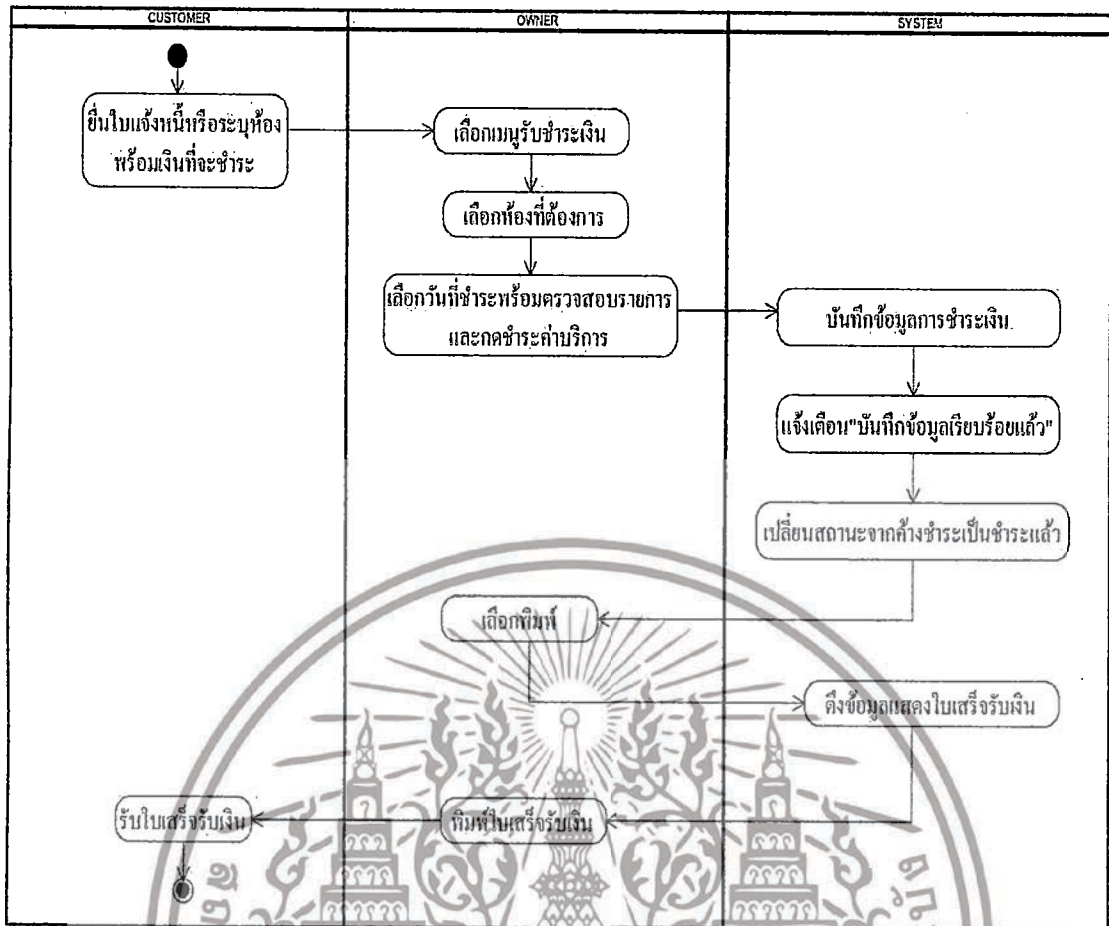 CUSTOMER
OWNER
SYSTEM
ยื่นใบแจ้งหนี้หรือระบุห้อง
พร้อมเงินที่จะชำระ
เลือกเมนูรับชำระเงิน
เลือกห้องที่ต้องการ
เลือกวันที่ชำระพร้อมตรวจสอบรายการ
และกดชำระค่าบริการ
บันทึกข้อมูลการชำระเงิน
แจ้งเตือน"บันทึกข้อมูลเรียบร้อยแล้ว"
เปลี่ยนสถานะจากค้างชำระเป็นชำระแล้ว
เลือกพิมพ์
ดึงข้อมูลแสดงใบเสร็จรับเงิน
พิมพ์ใบเสร็จรับเงิน
รับใบเสร็จรับเงิน